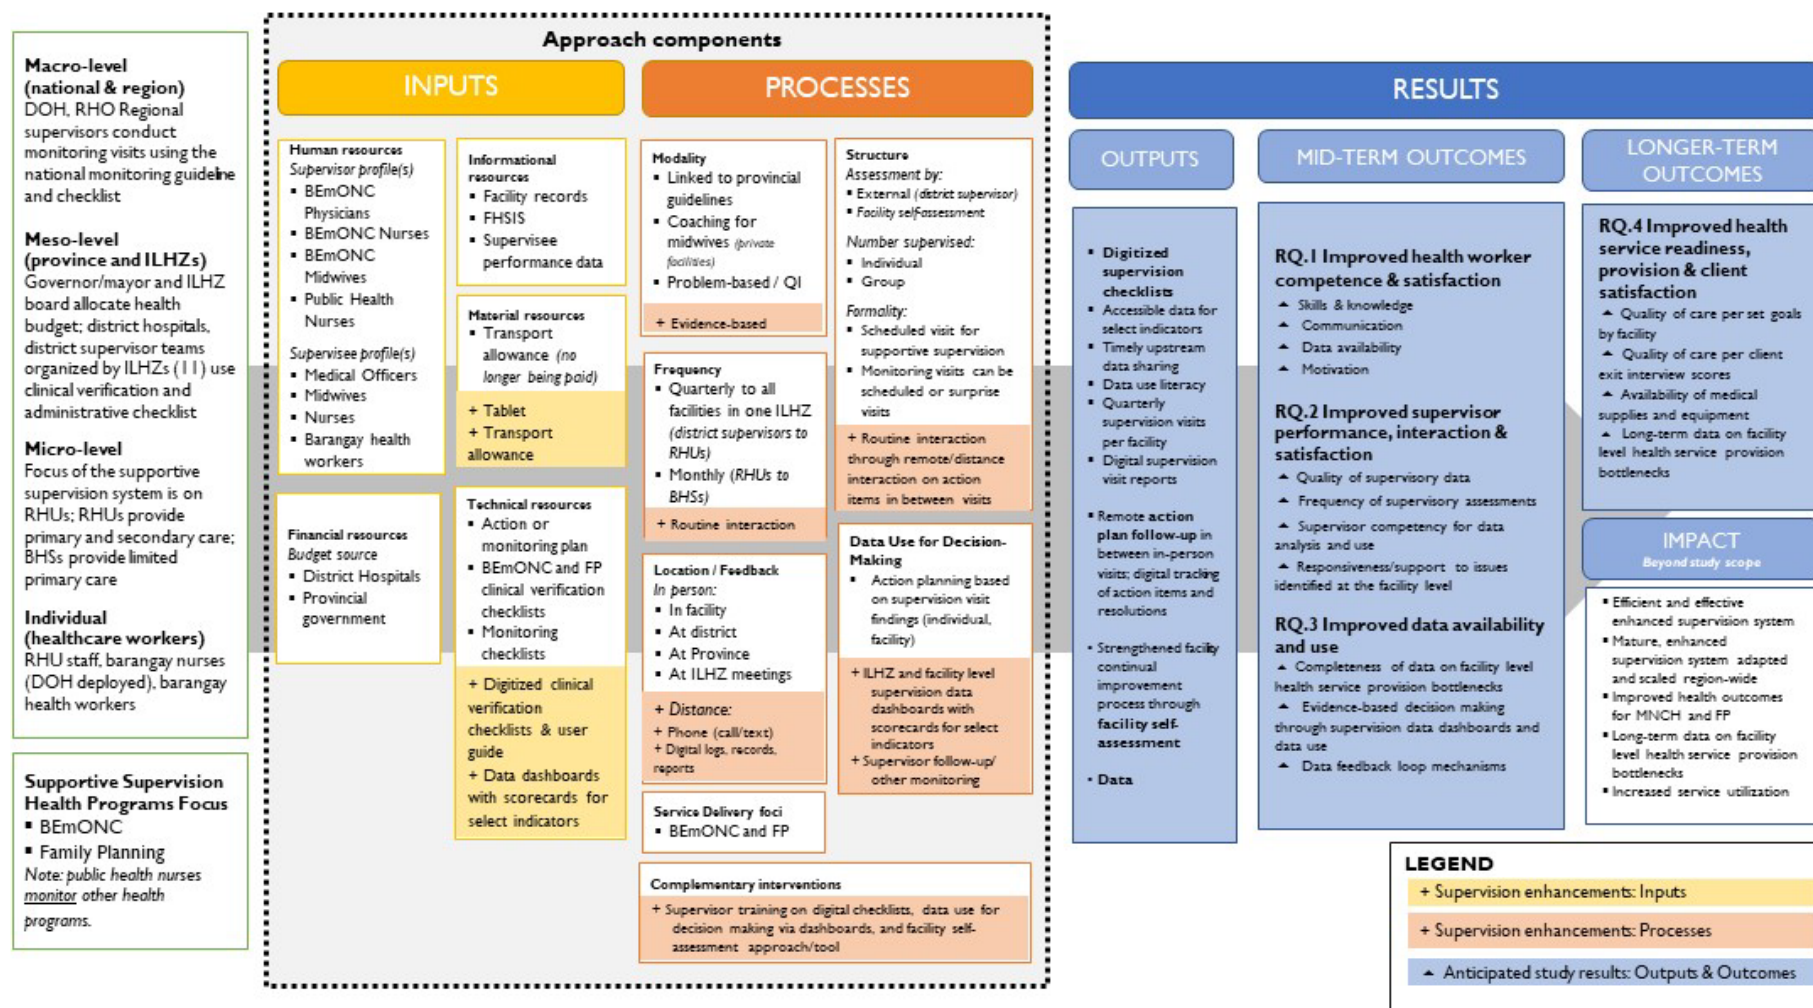 Macro-level
(national & region)
DOH, RHO Regional
supervisors conduct
monitoring visits using the
national monitoring guideline
and checklist
Meso-level
(province and ILHZs)
Governor/mayor and ILHZ
board allocate health
budget; district hospitals,
district supervisor teams
organized by ILHZs (11) use
clinical verification and
administrative checklist
Micro-level
Focus of the supportive
supervision system is on
RHUs; RHUs provide
primary and secondary care;
BHSs provide limited
primary care
Individual
(healthcare workers)
RHU staff, barangay nurses
(DOH deployed), barangay
health workers
Supportive Supervision
Health Programs Focus
▪ BEmONC
▪ Family Planning
Note: public health nurses
monitor other health
programs.
Approach components
INPUTS
Human resources
Supervisor profile(s)
▪ BEmONC
Physicians
▪ BEmONC Nurses
▪ BEmONC
Midwives
▪ Public Health
Nurses
Supervisee profile(s)
▪ Medical Officers
▪ Midwives
▪ Nurses
▪ Barangay health
workers
Financial resources
Budget source
▪ District Hospitals
▪ Provincial
government
Informational
resources
▪ Facility records
▪ FHSIS
▪ Supervisee
performance data
Material resources
▪ Transport
allowance (no
longer being paid)
+ Tablet
+ Transport
allowance
Technical resources
▪ Action or
monitoring plan
▪ BEmONC and FP
clinical verification
checklists
▪ Monitoring
checklists
+ Digitized clinical
verification
checklists & user
guide
+ Data dashboards
with scorecards for
select indicators
PROCESSES
Modality
▪ Linked to provincial
guidelines
▪ Coaching for
midwives (private
facilities)
▪ Problem-based / QI
+ Evidence-based
Frequency
▪ Quarterly to all
facilities in one ILHZ
(district supervisors to
RHUs)
▪ Monthly (RHUs to
BHSs)
+ Routine interaction
Location / Feedback
In person:
▪ In facility
▪ At district
▪ At Province
▪ At ILHZ meetings
+ Distance:
+ Phone (call/text)
+ Digital logs, records,
reports
Service Delivery foci
▪ BEmONC and FP
Structure
Assessment by:
▪ External (district supervisor)
▪ Facility self-assessment
Number supervised:
▪ Individual
▪ Group
Formality:
▪ Scheduled visit for
supportive supervision
▪ Monitoring visits can be
scheduled or surprise
visits
+ Routine interaction
through remote/distance
interaction on action
items in between visits
Data Use for Decision-
Making
▪ Action planning based
on supervision visit
findings (individual,
facility)
+ ILHZ and facility level
supervision data
dashboards with
scorecards for select
indicators
+ Supervisor follow-up/
other monitoring
Complementary interventions
+ Supervisor training on digital checklists, data use for
decision making via dashboards, and facility self-
assessment approach/tool
RESULTS
OUTPUTS
▪ Digitized
supervision
checklists
▪ Accessible data for
select indicators
▪ Timely upstream
data sharing
▪ Data use literacy
▪ Quarterly
supervision visits
per facility
▪ Digital supervision
visit reports
▪ Remote action
plan follow-up in
between in-person
visits; digital tracking
of action items and
resolutions
▪ Strengthened facility
continual
improvement
process through
facility self-
assessment
▪ Data
MID-TERM OUTCOMES
RQ.1 Improved health worker
competence & satisfaction
▲ Skills & knowledge
▲ Communication
▲ Data availability
▲ Motivation
RQ.2 Improved supervisor
performance, interaction &
satisfaction
▲ Quality of supervisory data
▲ Frequency of supervisory assessments
▲ Supervisor competency for data
analysis and use
▲ Responsiveness/support to issues
identified at the facility level
RQ.3 Improved data availability
and use
▲ Completeness of data on facility level
health service provision bottlenecks
▲ Evidence-based decision making
through supervision data dashboards and
data use
▲ Data feedback loop mechanisms
LONGER-TERM
OUTCOMES
RQ.4 Improved health
service readiness,
provision & client
satisfaction
▲ Quality of care per set goals
by facility
▲ Quality of care per client
exit interview scores
▲ Availability of medical
supplies and equipment
▲ Long-term data on facility
level health service provision
bottlenecks
IMPACT
Beyond study scope
▪ Efficient and effective
enhanced supervision system
▪ Mature, enhanced
supervision system adapted
and scaled region-wide
▪ Improved health outcomes
for MNCH and FP
▪ Long-term data on facility
level health service provision
bottlenecks
▪ Increased service utilization
LEGEND
+ Supervision enhancements: Inputs
+ Supervision enhancements: Processes
▲ Anticipated study results: Outputs & Outcomes